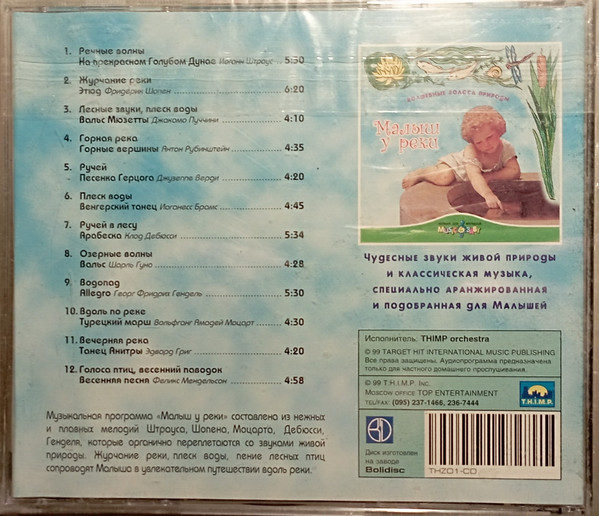 1. Речные волны
На прекрасном Голубом Дунае Иоганн Штраус 5:30
2. Журчание реки
Этюд Фридерик Шопен 6:20
3. Лесные звуки, плеск воды
Вальс Мюзетты Джакомо Пуччини 4:10
4. Горная река
Горные вершины Антон Рубинштейн 4:35
5. Ручей
Песенка Герцога Джузеппе Верди 4:20
6. Плеск воды
Венгерский танец Иоганнесс Брамс 4:45
7. Ручей в лесу
Арабеска Клод Дебюсси 5:34
8. Озерные волны
Вальс Шарль Гуно 4:28
9. Водопад
Allegro Георг Фридрих Гендель 5:30
10. Вдоль по реке
Турецкий марш Вольфганг Амадей Моцарт 4:30
11. Вечерняя река
Танец Анитры Эдвард Григ 4:20
12. Голоса птиц, весенний паводок
Весенняя песня Феликс Мендельсон 4:58
Музыкальная программа «Малыш у реки» составлена из нежных
и плавных мелодий Штрауса, Шопена, Моцарта, Дебюсси,
Генделя, которые органично переплетаются со звуками живой
природы. Журчание реки, плеск воды, пение лесных птиц
сопроводят Малыша в увлекательном путешествии вдоль реки.
Малыш
у реки
Чудесные звуки живой природы
и классическая музыка,
специально аранжированная
и подобранная для Малышей
Исполнитель: THIMP orchestra
© 99 TARGET HIT INTERNATIONAL MUSIC PUBLISHING
Все права защищены. Аудиопрограмма предназначена
только для частного домашнего прослушивания.
© 99 T.H.I.M.P. Inc.
Moscow office TOP ENTERTAINMENT
tel/fax: (095) 237-1466, 236-7444
T.H.I.M.P.
Диск изготовлен
на заводе
Bolidisc
THZ01-CD